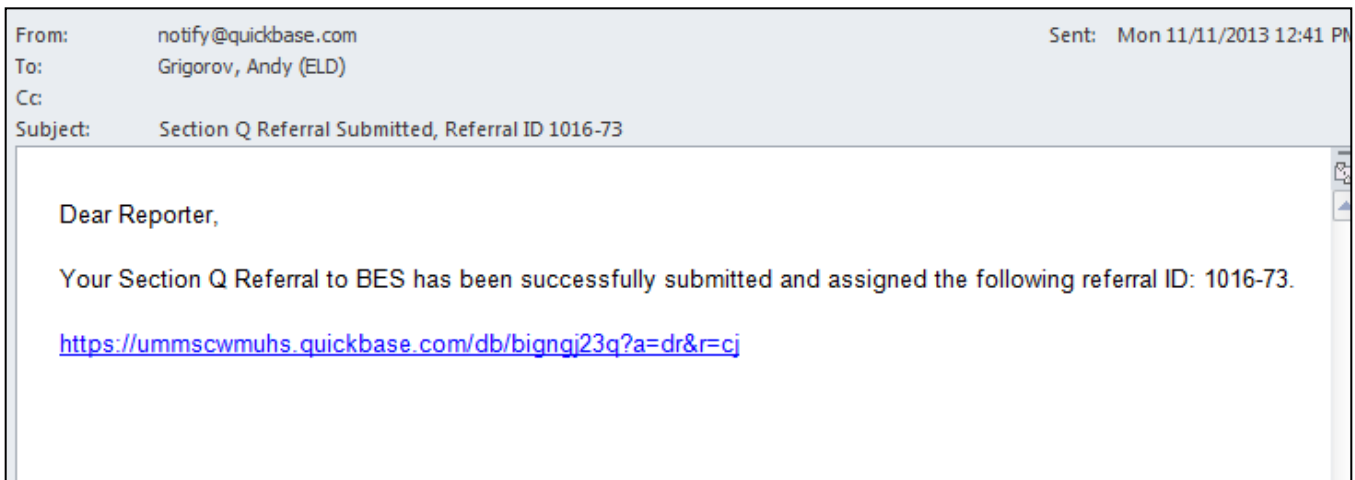 From: notify@quickbase.com Sent: Mon 11/11/2013 12:41
To: Grigorov, Andy (ELD)
Cc:
Subject: Section Q Referral Submitted, Referral ID 1016-73
Dear Reporter,
Your Section Q Referral to BES has been successfully submitted and assigned the following referral ID: 1016-73.
https://ummscwmuhs.quickbase.com/db/bigngj23q?a=dr&r=cj